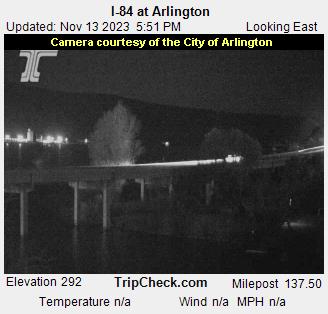 I-84 at Arlington
Updated: Nov 13 2023 5:51 PM Looking East
Camera courtesy of the City of Arlington
Elevation 292 TripCheck.com Milepost 137.50
Temperature n/a Wind n/a MPH n/a